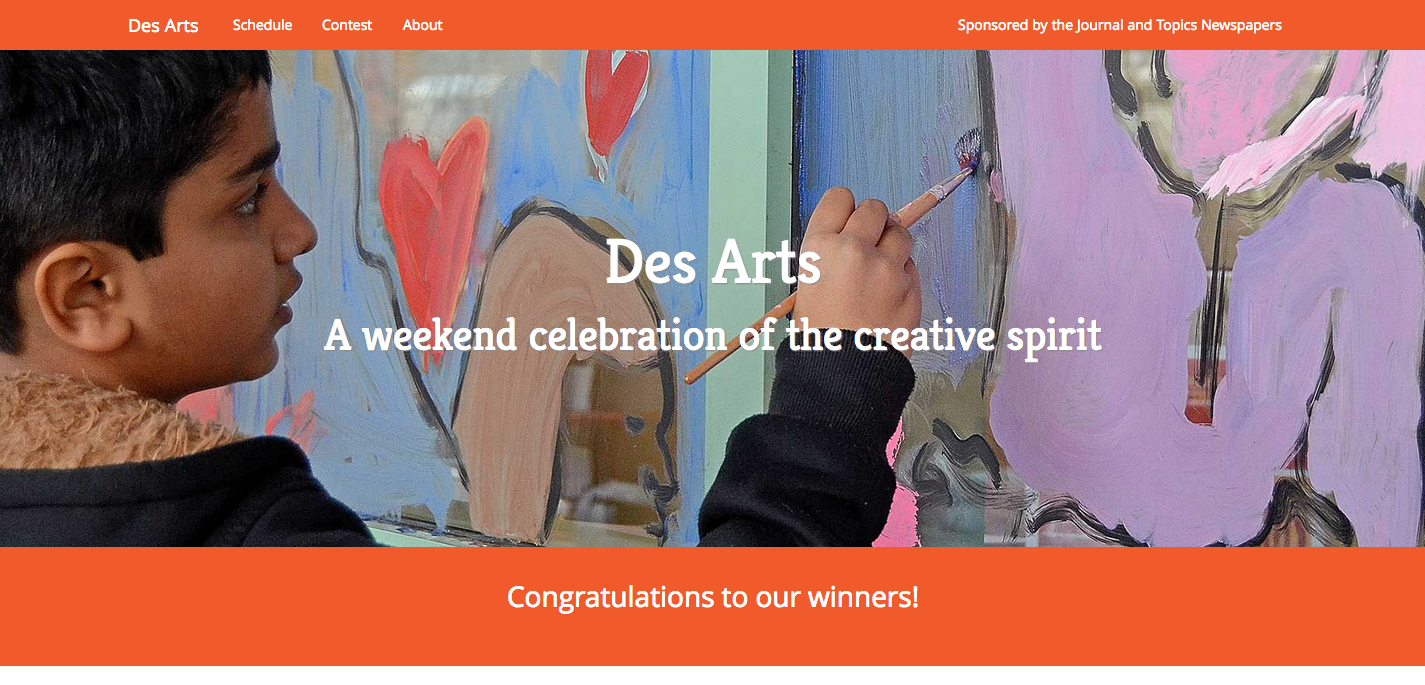 Des Arts Schedule Contest About Sponsored by the Journal and Topics Newspapers
Des Arts
A weekend celebration of the creative spirit
Congratulations to our winners!